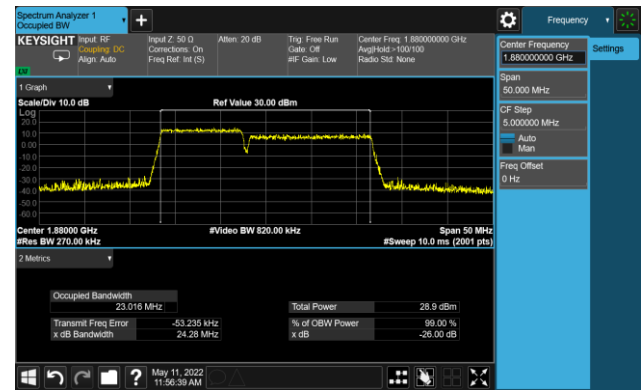 Spectrum Analyzer 1
Occupied BW
Frequency
KEYSIGHT
Input: RF
Coupling: DC
Align: Auto
Input Z: 50 Ω
Corrections: On
Freq Ref: Int (S)
Atten: 20 dB
Trig: Free Run
Gate: Off
#IF Gain: Low
Center Freq: 1.880000000 GHz
Avg|Hold:>100/100
Radio Std: None
Center Frequency
1.880000000 GHz
Settings
Span
50.000 MHz
CF Step
5.000000 MHz
Auto
Man
Freq Offset
0 Hz
1 Graph
Scale/Div 10.0 dB
Ref Value 30.00 dBm
Log
20.0
10.0
0.00
-10.0
-20.0
-30.0
-40.0
-50.0
-60.0
Center 1.88000 GHz
#Video BW 820.00 kHz
Span 50 MHz
#Res BW 270.00 kHz
#Sweep 10.0 ms (2001 pts)
2 Metrics
Occupied Bandwidth
23.016 MHz
Total Power 28.9 dBm
Transmit Freq Error -53.235 kHz
% of OBW Power 99.00 %
x dB Bandwidth 24.28 MHz
x dB -26.00 dB
?
May 11, 2022
11:56:39 AM